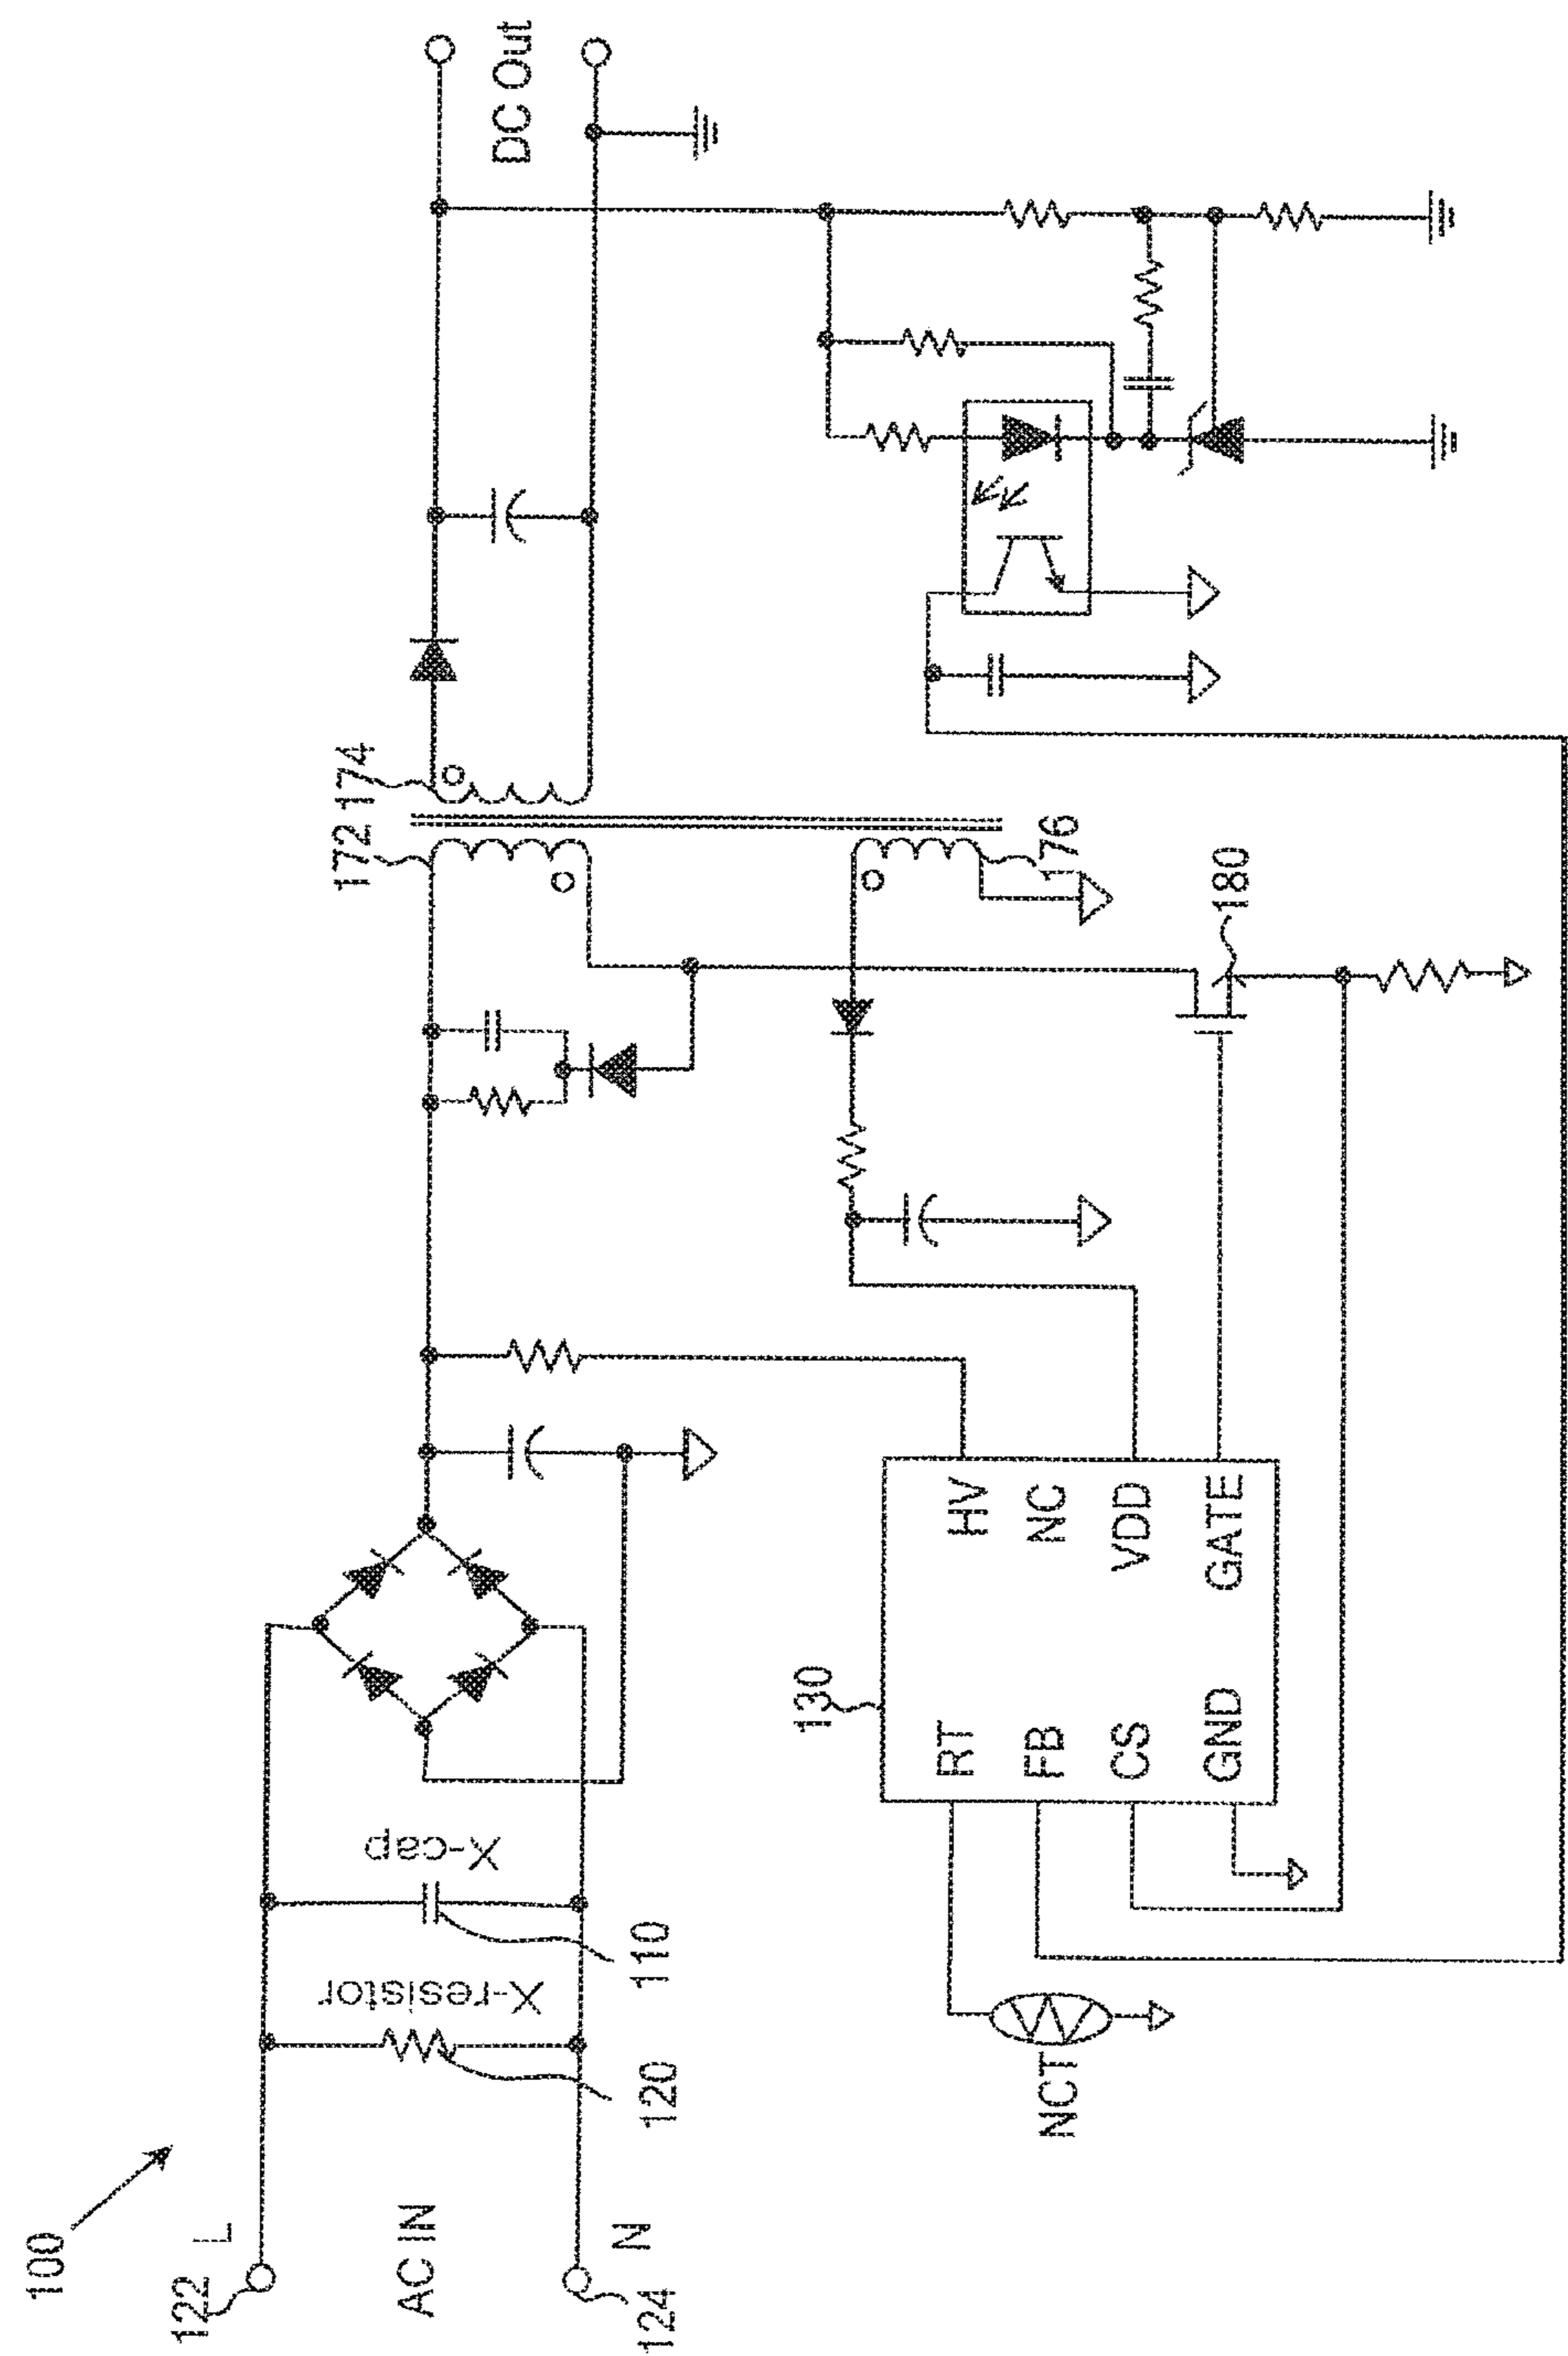 100
122
L
AC IN
124
N
120
X-resistor
110
X-cap
172
174
DC Out
176
180
130
RT
HV
FB
NC
CS
VDD
GND
GATE
NCT